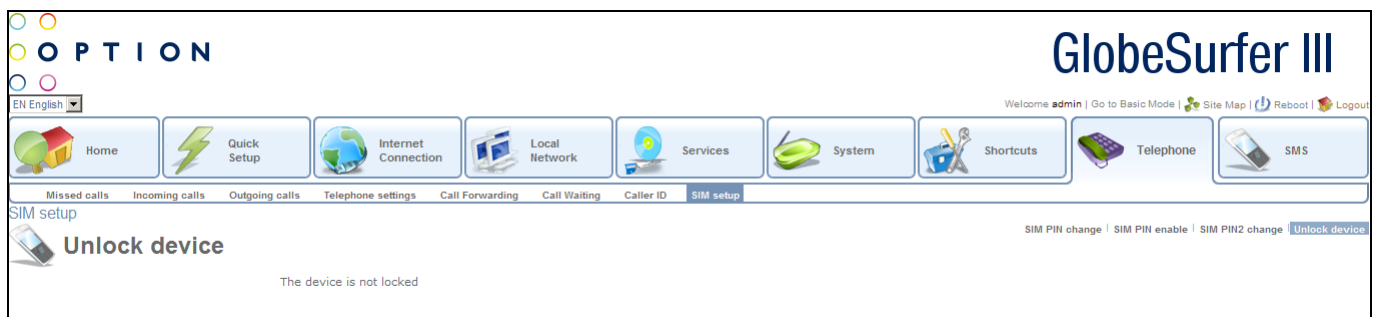 OPTION
GlobeSurfer III
EN English
Welcome admin | Go to Basic Mode | Site Map | Reboot | Logout
Home
Quick Setup
Internet Connection
Local Network
Services
System
Shortcuts
Telephone
SMS
Missed calls Incoming calls Outgoing calls Telephone settings Call Forwarding Call Waiting Caller ID SIM setup
SIM setup
SIM PIN change | SIM PIN enable | SIM PIN2 change | Unlock device
Unlock device
The device is not locked